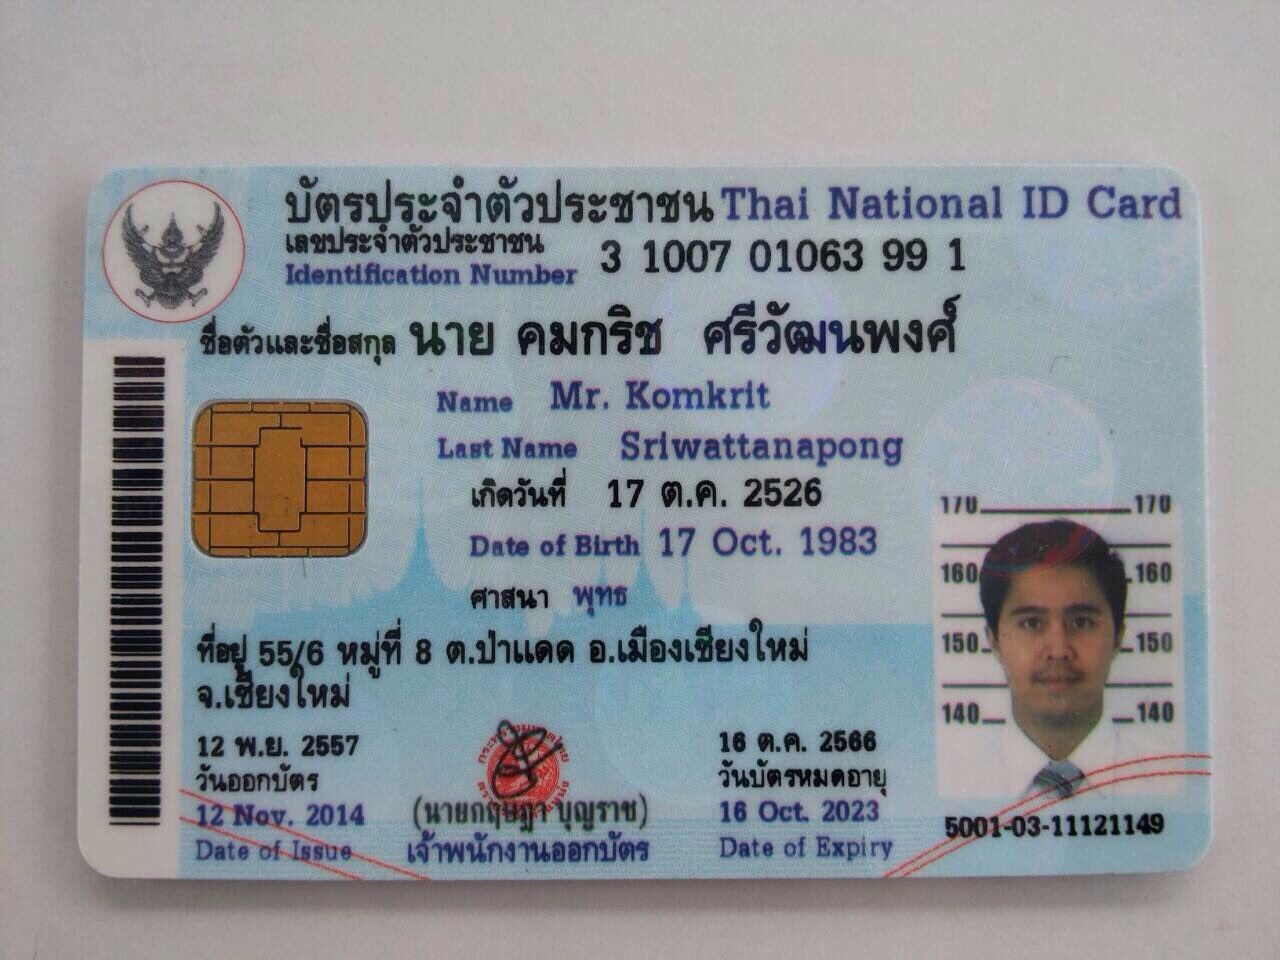 บัตรประจำตัวประชาชน Thai National ID Card
เลขประจำตัวประชาชน
Identification Number 3 1007 01063 99 1
ชื่อตัวและชื่อสกุล นาย คมกริช ศรีวัฒนพงศ์
Name Mr. Komkrit
Last Name Sriwattanapong
เกิดวันที่ 17 ต.ค. 2526
Date of Birth 17 Oct. 1983
ศาสนา พุทธ
ที่อยู่ 55/6 หมู่ที่ 8 ต.ป่าแดด อ.เมืองเชียงใหม่
จ.เชียงใหม่
170 170
160 160
150 150
140 140
12 พ.ย. 2557
วันออกบัตร
12 Nov. 2014
Date of Issue
(นายกฤษฎา บุญราช)
เจ้าพนักงานออกบัตร
16 ต.ค. 2566
วันบัตรหมดอายุ
16 Oct. 2023
Date of Expiry
5001-03-11121149